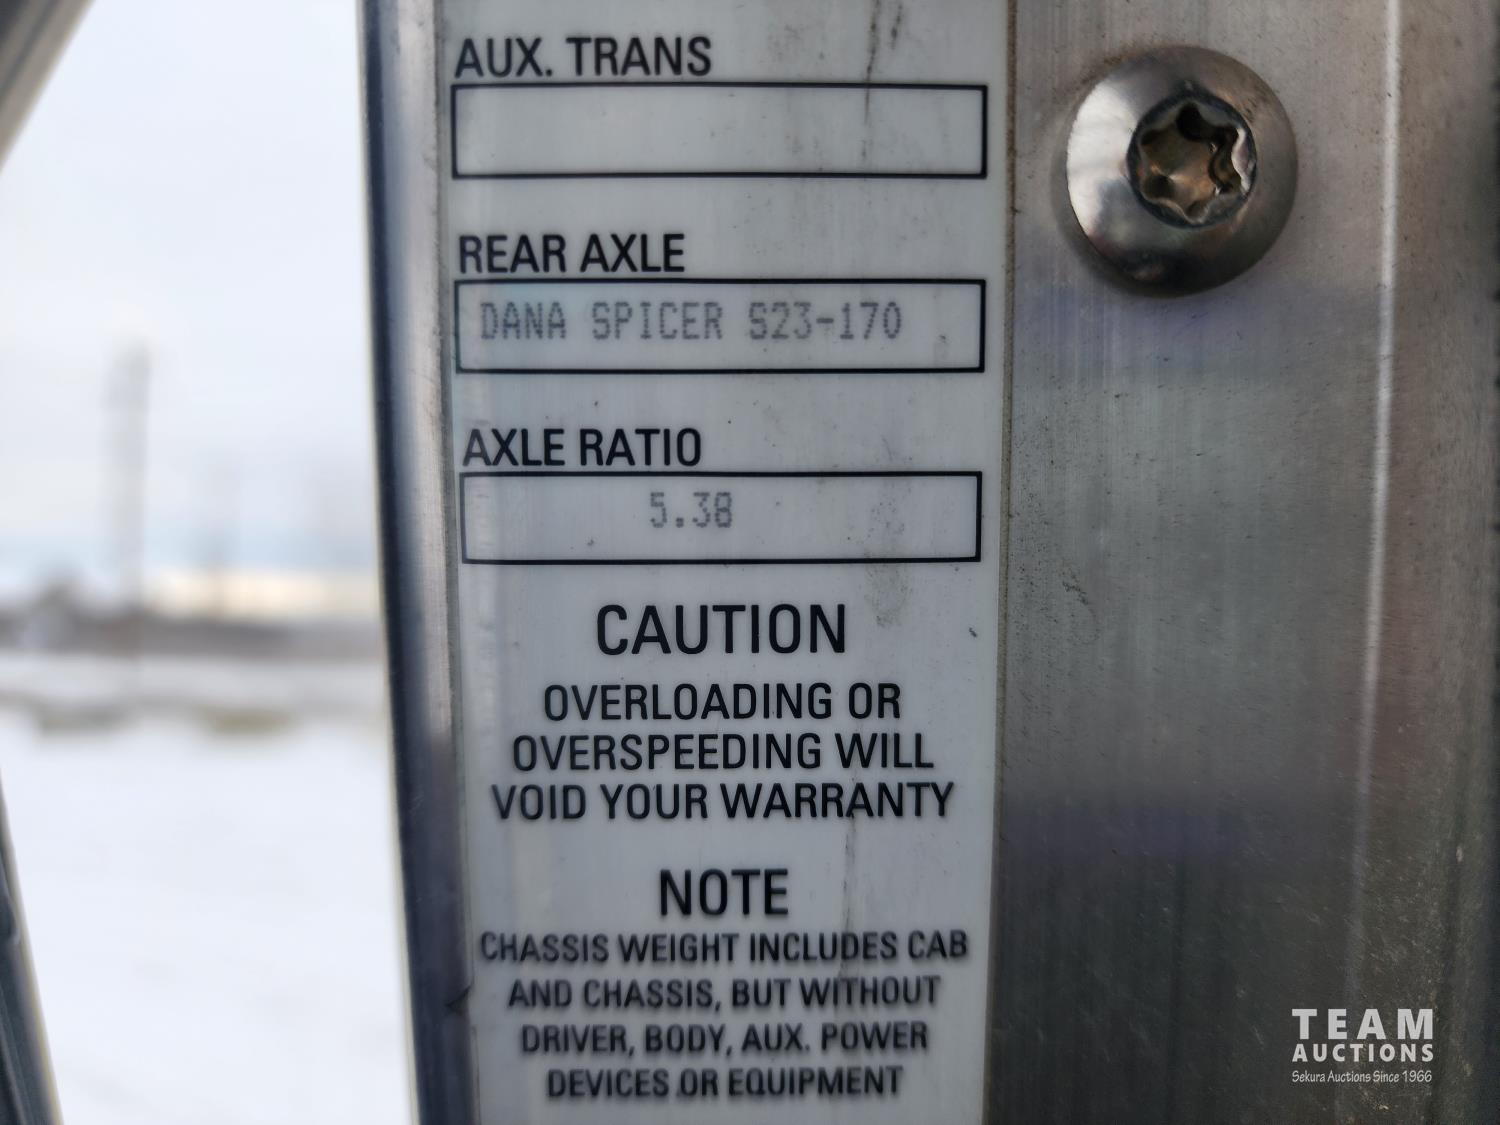 AUX. TRANS
REAR AXLE
DANA SPICER S23-170
AXLE RATIO
5.38
CAUTION
OVERLOADING OR
OVERSPEEDING WILL
VOID YOUR WARRANTY
NOTE
CHASSIS WEIGHT INCLUDES CAB
AND CHASSIS, BUT WITHOUT
DRIVER, BODY, AUX. POWER
DEVICES OR EQUIPMENT
TEAM
AUCTIONS
Sekura Auctions Since 1966